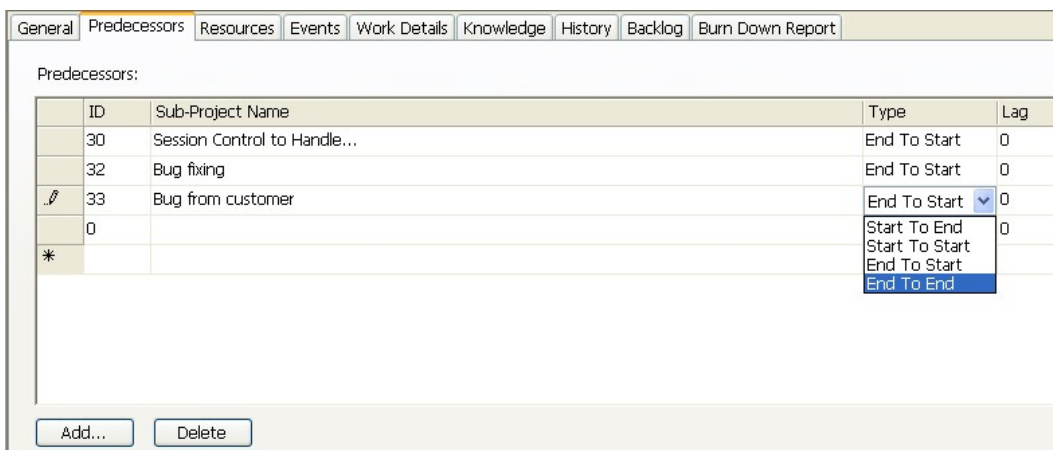 General Predecessors Resources Events Work Details Knowledge History Backlog Burn Down Report
Predecessors:
ID Sub-Project Name Type Lag
30 Session Control to Handle... End To Start 0
32 Bug fixing End To Start 0
33 Bug from customer End To Start 0
0 0
Start To End
Start To Start
End To Start
End To End
Add... Delete